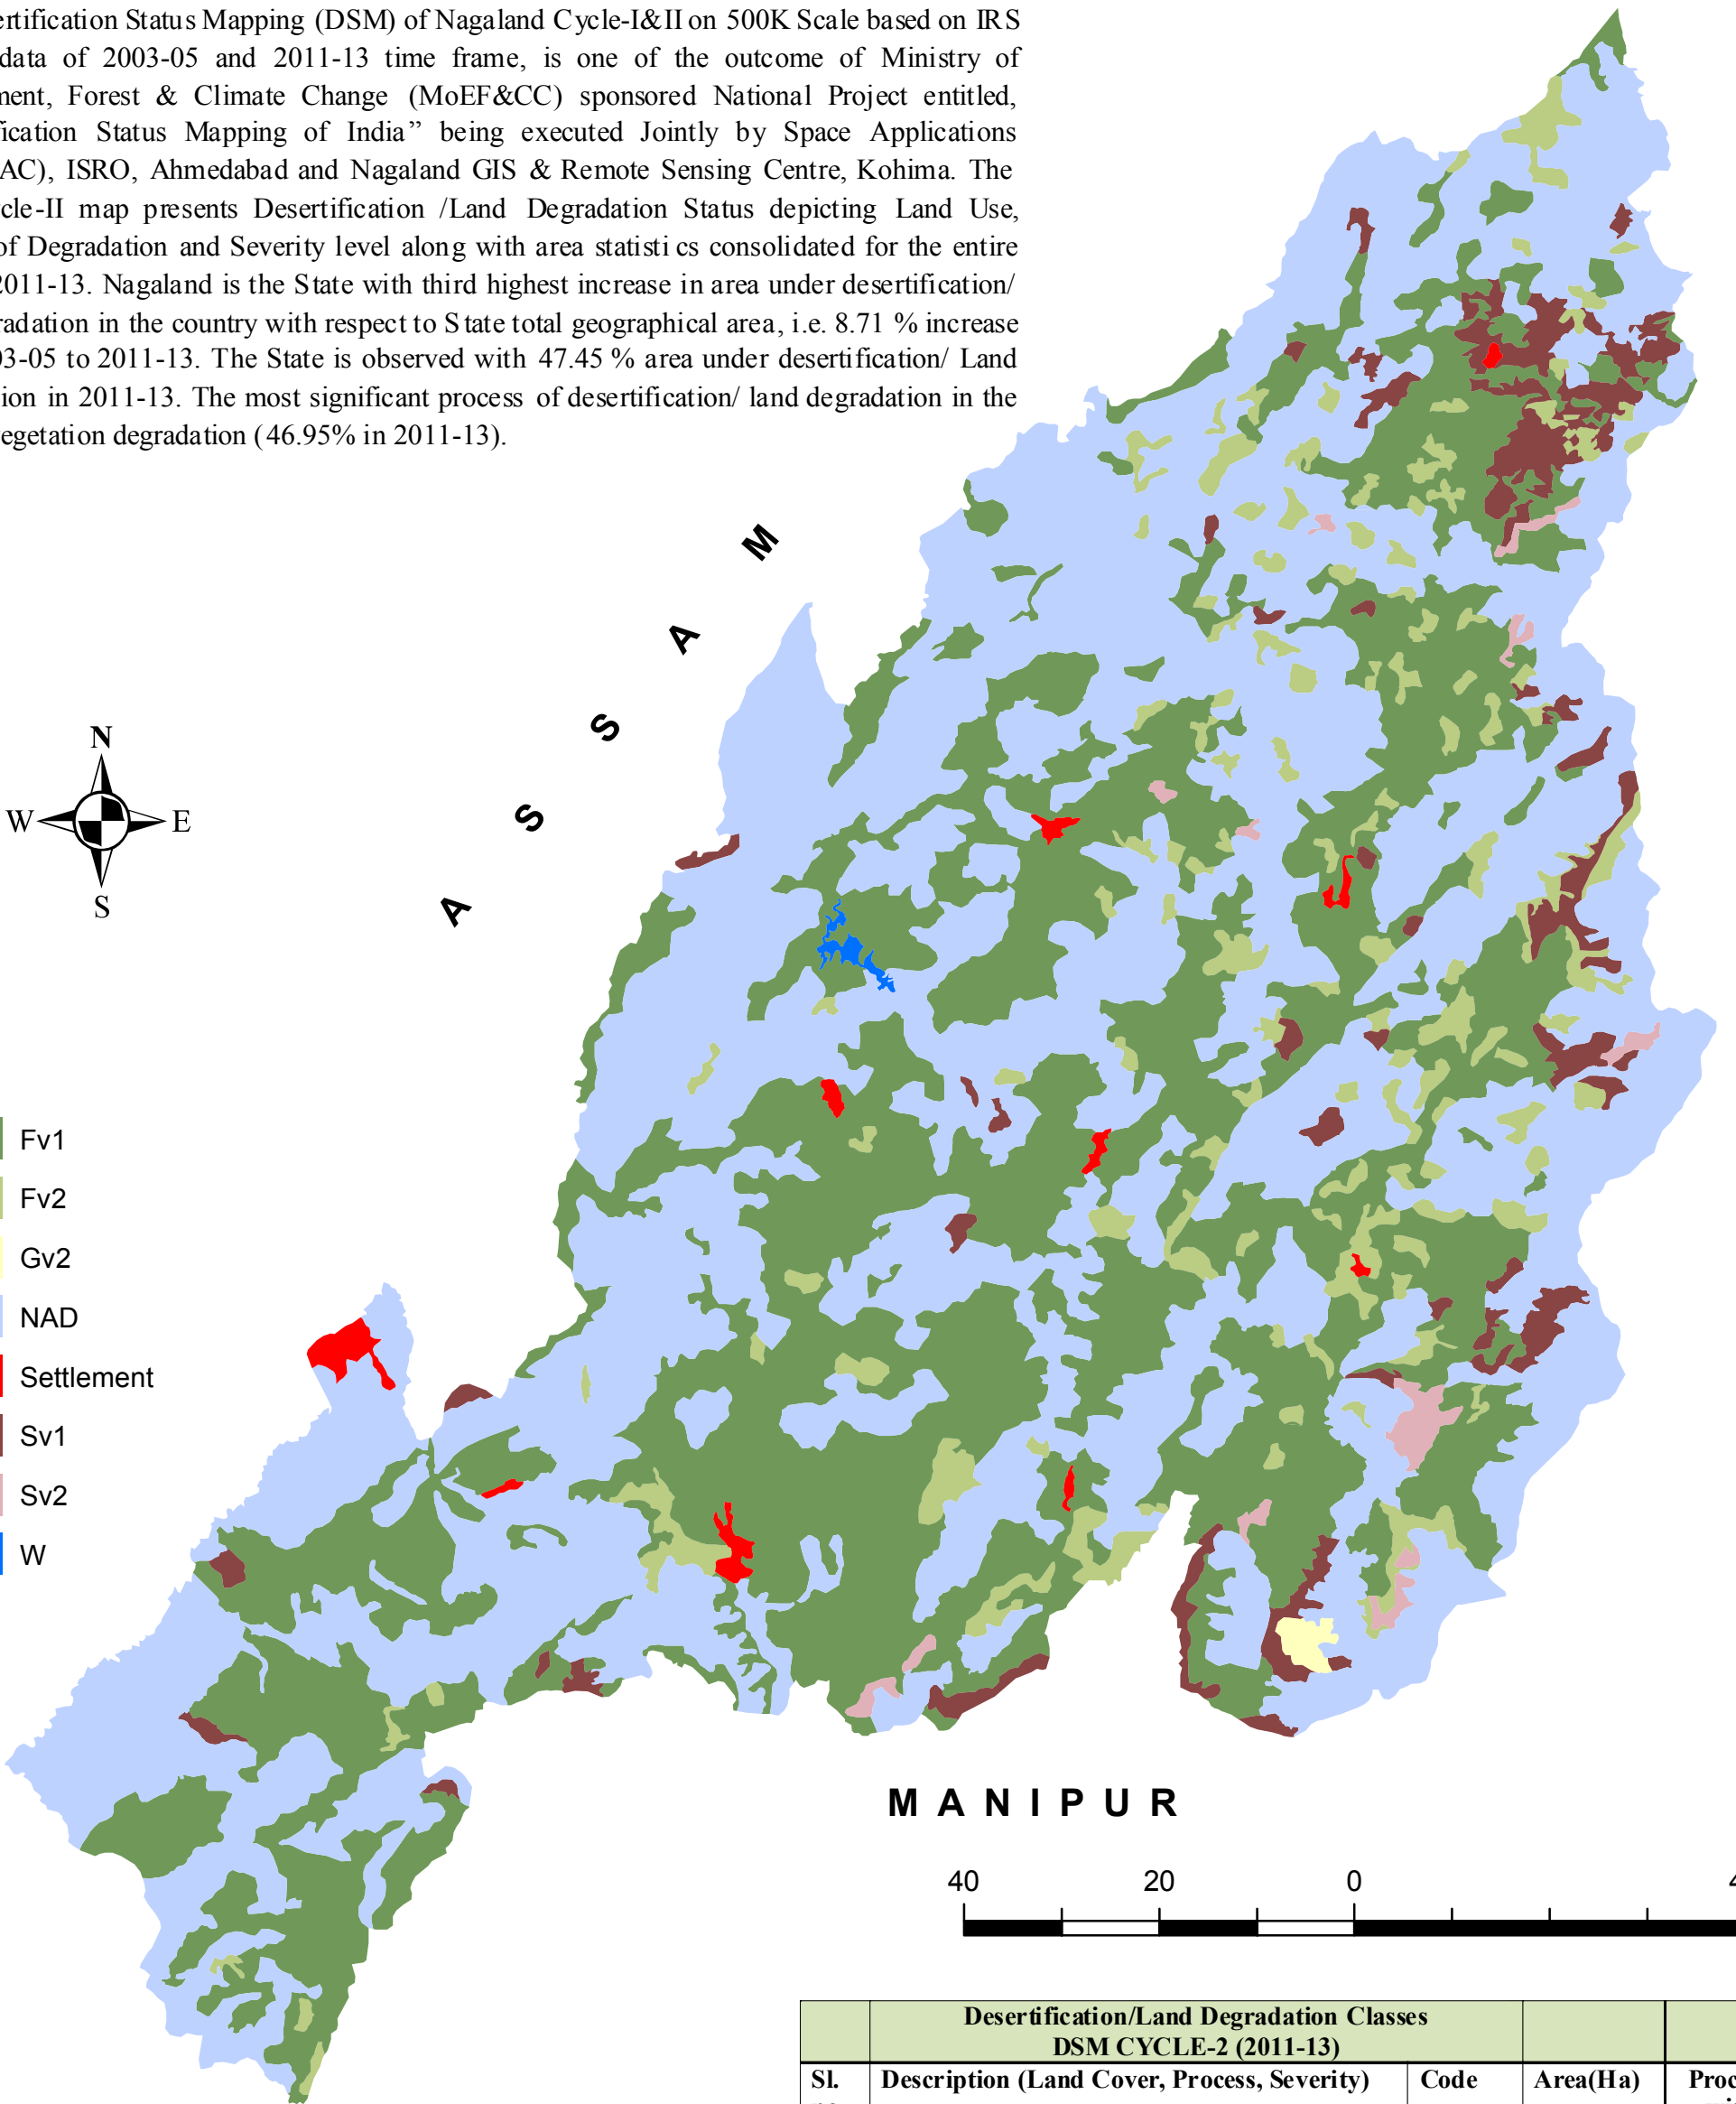 ertification Status Mapping (DSM) of Nagaland Cycle-I&II on 500K Scale based on IRS
data of 2003-05 and 2011-13 time frame, is one of the outcome of Ministry of
nent, Forest & Climate Change (MoEF&CC) sponsored National Project entitled,
fication Status Mapping of India” being executed Jointly by Space Applications
AC), ISRO, Ahmedabad and Nagaland GIS & Remote Sensing Centre, Kohima. The
cle-II map presents Desertification /Land Degradation Status depicting Land Use,
of Degradation and Severity level along with area statisti cs consolidated for the entire
2011-13. Nagaland is the State with third highest increase in area under desertification/
radation in the country with respect to State total geographical area, i.e. 8.71 % increase
03-05 to 2011-13. The State is observed with 47.45 % area under desertification/ Land
ion in 2011-13. The most significant process of desertification/ land degradation in the
vegetation degradation (46.95% in 2011-13).
A S S A M
N
W E
S
Fv1
Fv2
Gv2
NAD
Settlement
Sv1
Sv2
W
M A N I P U R
40 20 0 4
Desertification/Land Degradation Classes
DSM CYCLE-2 (2011-13)
Sl. Description (Land Cover, Process, Severity) Code Area(Ha) Proc